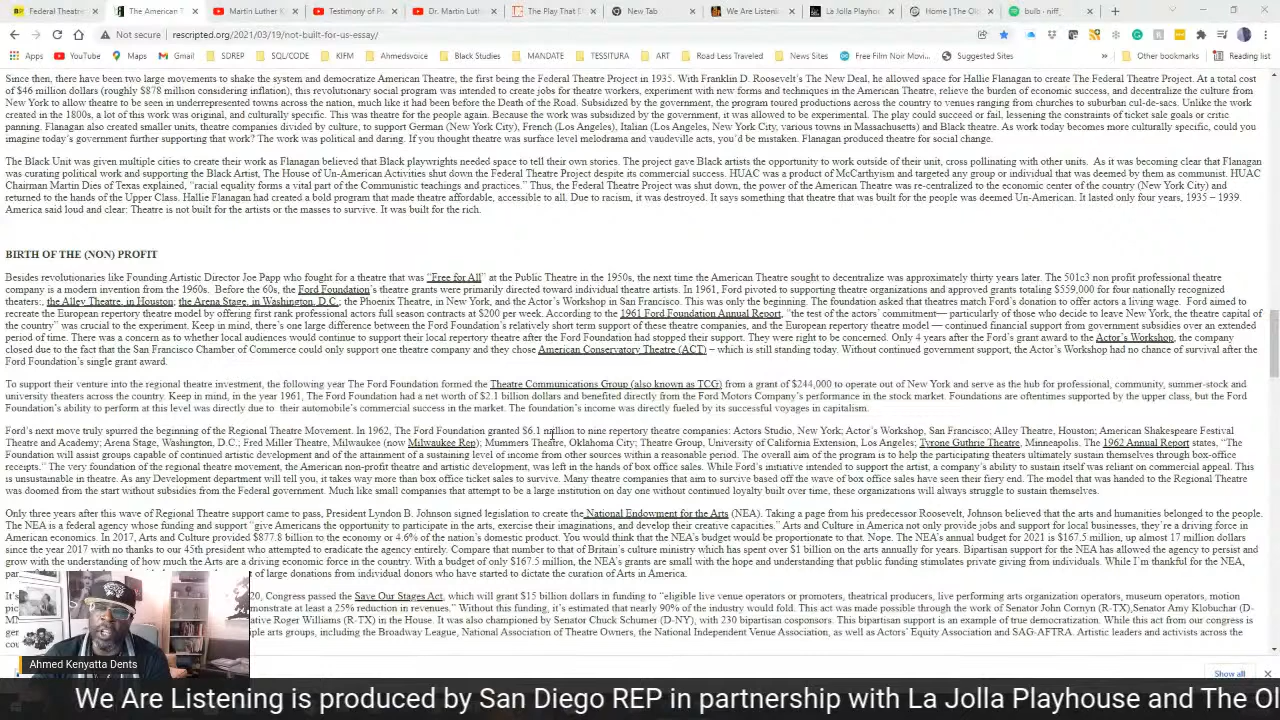 Federal Theatre
The American T
Martin Luther K
Testimony of Pa
Dr. Martin Luth
The Play That E
New Tab
We Are Listenin
La Jolla Playhou
Home | The Ol
bulb - niff_
Not secure | rescripted.org/2021/03/19/not-built-for-us-essay/
Apps YouTube Maps Gmail SDREP SQL/CODE KIFM Ahmedsvoice Black Studies MANDATE TESSITURA ART Road Less Traveled News Sites Free Film Noir Movi... Suggested Sites » Other bookmarks Reading list
Since then, there have been two large movements to shake the system and democratize American Theatre, the first being the Federal Theatre Project in 1935. With Franklin D. Roosevelt's The New Deal, he allowed space for Hallie Flanagan to create The Federal Theatre Project. At a total cost
of $46 million dollars (roughly $878 million considering inflation), this revolutionary social program was intended to create jobs for theatre workers, experiment with new forms and techniques in the American Theatre, relieve the burden of economic success, and decentralize the culture from
New York to allow theatre to be seen in underrepresented towns across the nation, much like it had been before the Death of the Road. Subsidized by the government, the program toured productions across the country to venues ranging from churches to suburban cul-de-sacs. Unlike the work
created in the 1800s, a lot of this work was original, and culturally specific. This was theatre for the people again. Because the work was subsidized by the government, it was allowed to be experimental. The play could succeed or fail, lessening the constraints of ticket sale goals or critic
panning. Flanagan also created smaller units, theatre companies divided by culture, to support German (New York City), French (Los Angeles), Italian (Los Angeles, New York City, various towns in Massachusetts) and Black theatre. As work today becomes more culturally specific, could you
imagine today's government further supporting that work? The work was political and daring. If you thought theatre was surface level melodrama and vaudeville acts, you'd be mistaken. Flanagan produced theatre for social change.
The Black Unit was given multiple cities to create their work as Flanagan believed that Black playwrights needed space to tell their own stories. The project gave Black artists the opportunity to work outside of their unit, cross pollinating with other units. As it was becoming clear that Flanagan
was curating political work and supporting the Black Artist, The House of Un-American Activities shut down the Federal Theatre Project despite its commercial success. HUAC was a product of McCarthyism and targeted any group or individual that was deemed by them as communist. HUAC
Chairman Martin Dies of Texas explained, "racial equality forms a vital part of the Communistic teachings and practices." Thus, the Federal Theatre Project was shut down, the power of the American Theatre was re-centralized to the economic center of the country (New York City) and
returned to the hands of the Upper Class. Hallie Flanagan had created a bold program that made theatre affordable, accessible to all. Due to racism, it was destroyed. It says something that theatre that was built for the people was deemed Un-American. It lasted only four years, 1935 – 1939.
America said loud and clear: Theatre is not built for the artists or the masses to survive. It was built for the rich.
BIRTH OF THE (NON) PROFIT
Besides revolutionaries like Founding Artistic Director Joe Papp who fought for a theatre that was "Free for All" at the Public Theatre in the 1950s, the next time the American Theatre sought to decentralize was approximately thirty years later. The 501c3 non profit professional theatre
company is a modern invention from the 1960s. Before the 60s, the Ford Foundation's theatre grants were primarily directed toward individual theatre artists. In 1961, Ford pivoted to supporting theatre organizations and approved grants totaling $559,000 for four nationally recognized
theaters:, the Alley Theatre, in Houston; the Arena Stage, in Washington, D.C.; the Phoenix Theatre, in New York, and the Actor's Workshop in San Francisco. This was only the beginning. The foundation asked that theatres match Ford's donation to offer actors a living wage. Ford aimed to
recreate the European repertory theatre model by offering first rank professional actors full season contracts at $200 per week. According to the 1961 Ford Foundation Annual Report, "the test of the actors' commitment— particularly of those who decide to leave New York, the theatre capital of
the country" was crucial to the experiment. Keep in mind, there's one large difference between the Ford Foundation's relatively short term support of these theatre companies, and the European repertory theatre model — continued financial support from government subsidies over an extended
period of time. There was a concern as to whether local audiences would continue to support their local repertory theatre after the Ford Foundation had stopped their support. They were right to be concerned. Only 4 years after the Ford's grant award to the Actor's Workshop, the company
closed due to the fact that the San Francisco Chamber of Commerce could only support one theatre company and they chose American Conservatory Theatre (ACT) – which is still standing today. Without continued government support, the Actor's Workshop had no chance of survival after the
Ford Foundation's single grant award.
To support their venture into the regional theatre investment, the following year The Ford Foundation formed the Theatre Communications Group (also known as TCG) from a grant of $244,000 to operate out of New York and serve as the hub for professional, community, summer-stock and
university theaters across the country. Keep in mind, in the year 1961, The Ford Foundation had a net worth of $2.1 billion dollars and benefited directly from the Ford Motors Company's performance in the stock market. Foundations are oftentimes supported by the upper class, but the Ford
Foundation's ability to perform at this level was directly due to their automobile's commercial success in the market. The foundation's income was directly fueled by its successful voyages in capitalism.
Ford's next move truly spurred the beginning of the Regional Theatre Movement. In 1962, The Ford Foundation granted $6.1 million to nine repertory theatre companies: Actors Studio, New York; Actor's Workshop, San Francisco; Alley Theatre, Houston; American Shakespeare Festival
Theatre and Academy; Arena Stage, Washington, D.C.; Fred Miller Theatre, Milwaukee (now Milwaukee Rep); Mummers Theatre, Oklahoma City; Theatre Group, University of California Extension, Los Angeles; Tyrone Guthrie Theatre, Minneapolis. The 1962 Annual Report states, "The
Foundation will assist groups capable of continued artistic development and of the attainment of a sustaining level of income from other sources within a reasonable period. The overall aim of the program is to help the participating theaters ultimately sustain themselves through box-office
receipts." The very foundation of the regional theatre movement, the American non-profit theatre and artistic development, was left in the hands of box office sales. While Ford's initiative intended to support the artist, a company's ability to sustain itself was reliant on commercial appeal. This
is unsustainable in theatre. As any Development department will tell you, it takes way more than box office ticket sales to survive. Many theatre companies that aim to survive based off the wave of box office sales have seen their fiery end. The model that was handed to the Regional Theatre
was doomed from the start without subsidies from the Federal government. Much like small companies that attempt to be a large institution on day one without continued loyalty built over time, these organizations will always struggle to sustain themselves.
Only three years after this wave of Regional Theatre support came to pass, President Lyndon B. Johnson signed legislation to create the National Endowment for the Arts (NEA). Taking a page from his predecessor Roosevelt, Johnson believed that the arts and humanities belonged to the people.
The NEA is a federal agency whose funding and support "give Americans the opportunity to participate in the arts, exercise their imaginations, and develop their creative capacities." Arts and Culture in America not only provide jobs and support for local businesses, they're a driving force in
American economics. In 2017, Arts and Culture provided $877.8 billion to the economy or 4.6% of the nation's domestic product. You would think that the NEA's budget would be proportionate to that. Nope. The NEA's annual budget for 2021 is $167.5 million, up almost 17 million dollars
since the year 2017 with no thanks to our 45th president who attempted to eradicate the agency entirely. Compare that number to that of Britain's culture ministry which has spent over $1 billion on the arts annually for years. Bipartisan support for the NEA has allowed the agency to persist and
grow with the understanding of how much the Arts are a driving economic force in the country. With a budget of only $167.5 million, the NEA's grants are small with the hope and understanding that public funding stimulates private giving from individuals. While I'm thankful for the NEA,
par of large donations from individual donors who have started to dictate the curation of Arts in America.
It's 20, Congress passed the Save Our Stages Act, which will grant $15 billion dollars in funding to "eligible live venue operators or promoters, theatrical producers, live performing arts organization operators, museum operators, motion
pic monstrate at least a 25% reduction in revenues." Without this funding, it's estimated that nearly 90% of the industry would fold. This act was made possible through the work of Senator John Cornyn (R-TX),Senator Amy Klobuchar (D-
M ative Roger Williams (R-TX) in the House. It was also championed by Senator Chuck Schumer (D-NY), with 230 bipartisan cosponsors. This bipartisan support is an example of true democratization. While this act from our congress is
ger ple arts groups, including the Broadway League, National Association of Theatre Owners, the National Independent Venue Association, as well as Actors' Equity Association and SAG-AFTRA. Artistic leaders and activists across the
cou
Show all
Ahmed Kenyatta Dents
We Are Listening is produced by San Diego REP in partnership with La Jolla Playhouse and The Ol